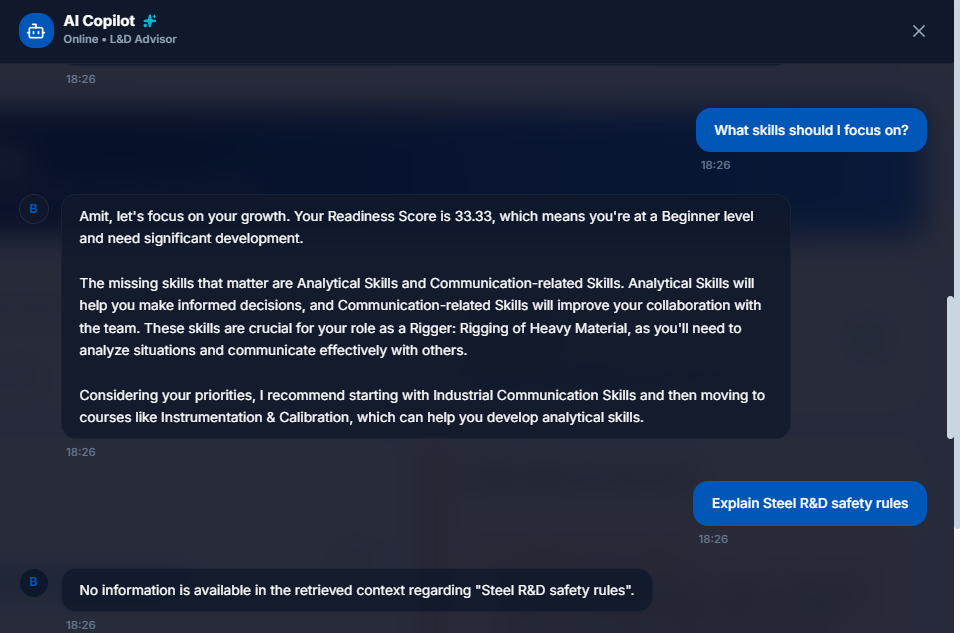 AI Copilot
Online • L&D Advisor
18:26
What skills should I focus on?
18:26
B
Amit, let's focus on your growth. Your Readiness Score is 33.33, which means you're at a Beginner level
and need significant development.
The missing skills that matter are Analytical Skills and Communication-related Skills. Analytical Skills will
help you make informed decisions, and Communication-related Skills will improve your collaboration with
the team. These skills are crucial for your role as a Rigger: Rigging of Heavy Material, as you'll need to
analyze situations and communicate effectively with others.
Considering your priorities, I recommend starting with Industrial Communication Skills and then moving to
courses like Instrumentation & Calibration, which can help you develop analytical skills.
18:26
Explain Steel R&D safety rules
18:26
B
No information is available in the retrieved context regarding "Steel R&D safety rules".
18:26